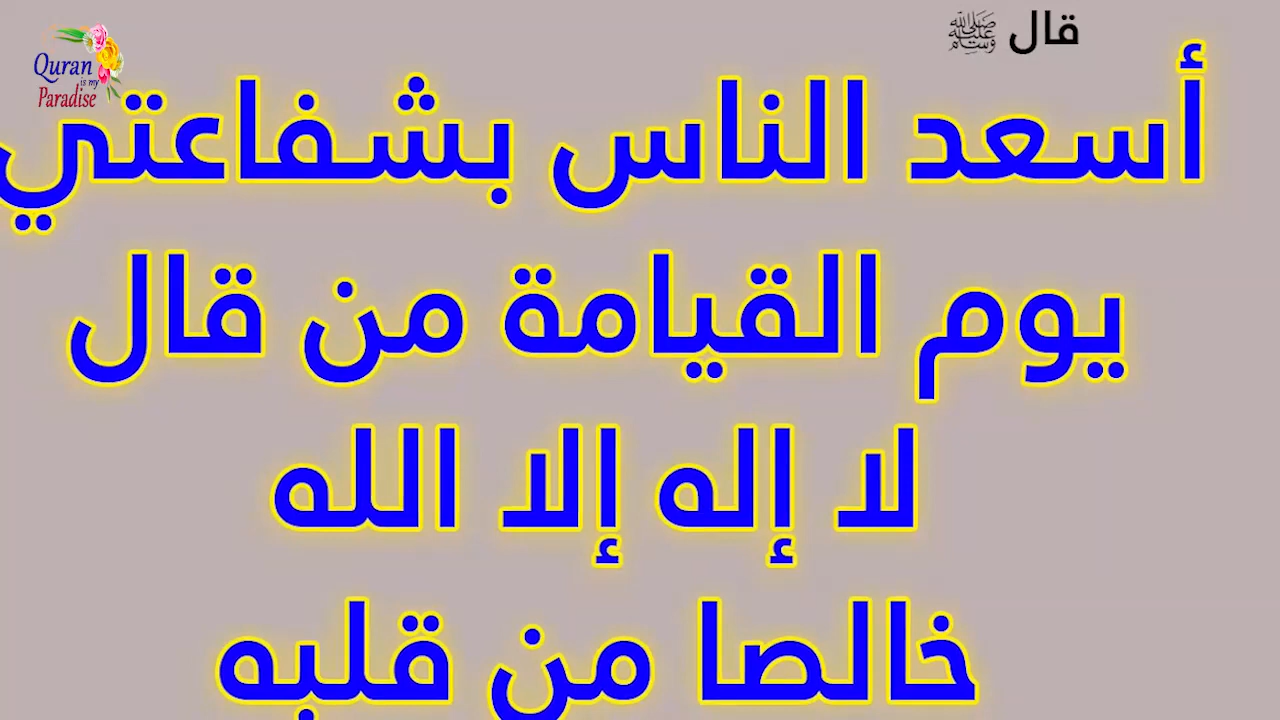 قال ﷺ
Quran
is my
Paradise
أسعد الناس بشفاعتي
يوم القيامة من قال
لا إله إلا الله
خالصا من قلبه